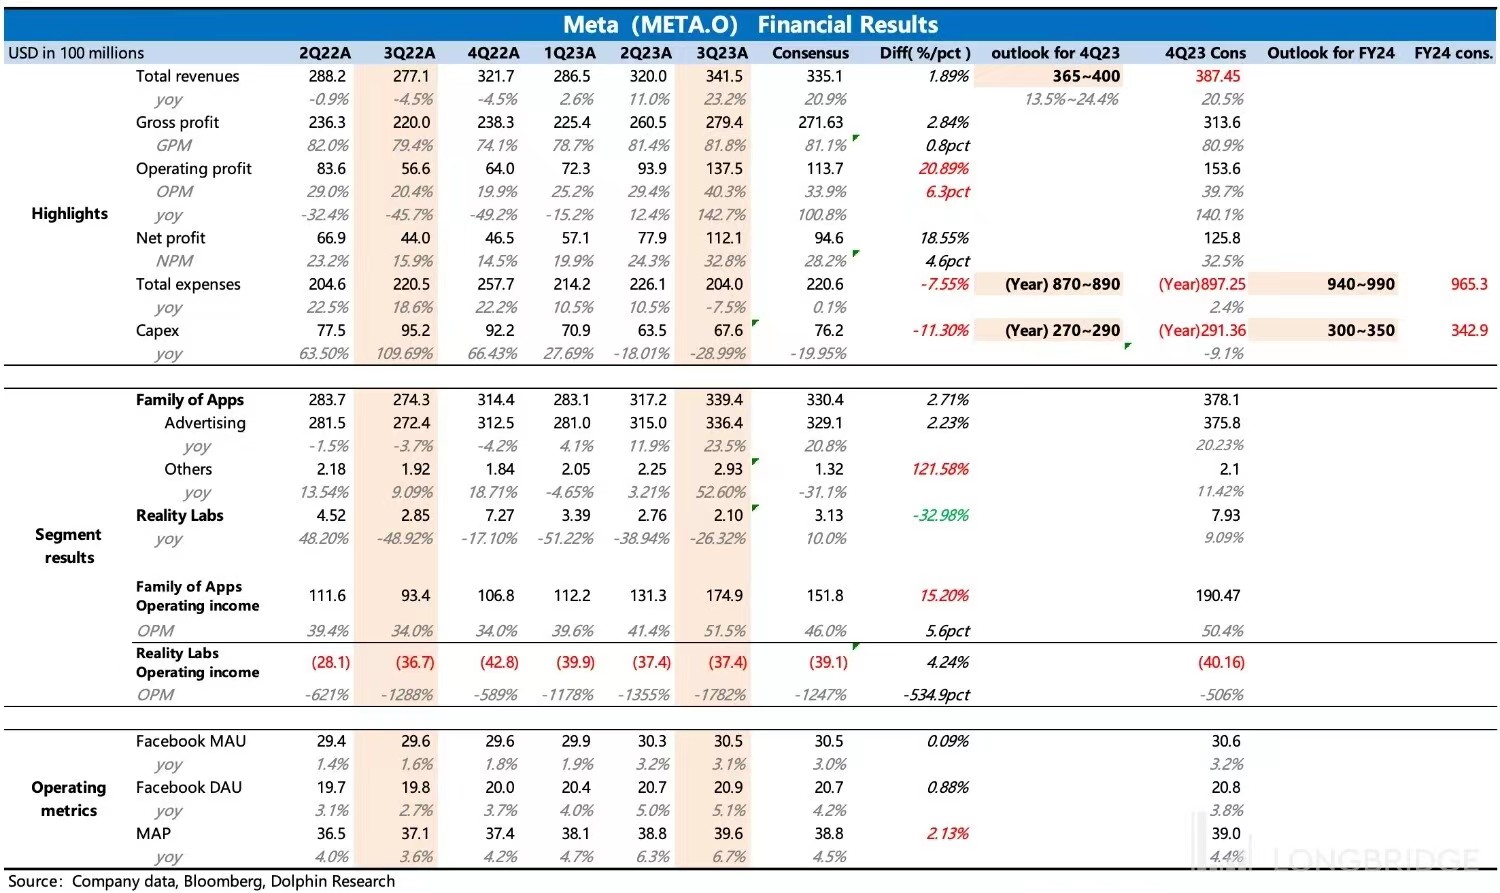 Meta (META.O) Financial Results
USD in 100 millions 2Q22A 3Q22A 4Q22A 1Q23A 2Q23A 3Q23A Consensus Diff( %/pct ) outlook for 4Q23 4Q23 Cons Outlook for FY24 FY24 cons.
Total revenues 288.2 277.1 321.7 286.5 320.0 341.5 335.1 1.89% 365~400 387.45
yoy -0.9% -4.5% -4.5% 2.6% 11.0% 23.2% 20.9% 13.5%~24.4% 20.5%
Gross profit 236.3 220.0 238.3 225.4 260.5 279.4 271.63 2.84% 313.6
GPM 82.0% 79.4% 74.1% 78.7% 81.4% 81.8% 81.1% 0.8pct 80.9%
Operating profit 83.6 56.6 64.0 72.3 93.9 137.5 113.7 20.89% 153.6
OPM 29.0% 20.4% 19.9% 25.2% 29.4% 40.3% 33.9% 6.3pct 39.7%
Highlights yoy -32.4% -45.7% -49.2% -15.2% 12.4% 142.7% 100.8% 140.1%
Net profit 66.9 44.0 46.5 57.1 77.9 112.1 94.6 18.55% 125.8
NPM 23.2% 15.9% 14.5% 19.9% 24.3% 32.8% 28.2% 4.6pct 32.5%
Total expenses 204.6 220.5 257.7 214.2 226.1 204.0 220.6 -7.55% (Year) 870~890 (Year)897.25 940~990 965.3
yoy 22.5% 18.6% 22.2% 10.5% 10.5% -7.5% 0.1% 2.4%
Capex 77.5 95.2 92.2 70.9 63.5 67.6 76.2 -11.30% (Year) 270~290 (Year)291.36 300~350 342.9
yoy 63.50% 109.69% 66.43% 27.69% -18.01% -28.99% -19.95% -9.1%
Family of Apps 283.7 274.3 314.4 283.1 317.2 339.4 330.4 2.71% 378.1
Advertising 281.5 272.4 312.5 281.0 315.0 336.4 329.1 2.23% 375.8
yoy -1.5% -3.7% -4.2% 4.1% 11.9% 23.5% 20.8% 20.23%
Others 2.18 1.92 1.84 2.05 2.25 2.93 1.32 121.58% 2.1
yoy 13.54% 9.09% 18.71% -4.65% 3.21% 52.60% -31.1% 11.42%
Reality Labs 4.52 2.85 7.27 3.39 2.76 2.10 3.13 -32.98% 7.93
Segment results yoy 48.20% -48.92% -17.10% -51.22% -38.94% -26.32% 10.0% 9.09%
Family of Apps
Operating income 111.6 93.4 106.8 112.2 131.3 174.9 151.8 15.20% 190.47
OPM 39.4% 34.0% 34.0% 39.6% 41.4% 51.5% 46.0% 5.6pct 50.4%
Reality Labs
Operating income (28.1) (36.7) (42.8) (39.9) (37.4) (37.4) (39.1) 4.24% (40.16)
OPM -621% -1288% -589% -1178% -1355% -1782% -1247% -534.9pct -506%
Facebook MAU 29.4 29.6 29.6 29.9 30.3 30.5 30.5 0.09% 30.6
yoy 1.4% 1.6% 1.8% 1.9% 3.2% 3.1% 3.0% 3.2%
Operating metrics Facebook DAU 19.7 19.8 20.0 20.4 20.7 20.9 20.7 0.88% 20.8
yoy 3.1% 2.7% 3.7% 4.0% 5.0% 5.1% 4.2% 3.8%
MAP 36.5 37.1 37.4 38.1 38.8 39.6 38.8 2.13% 39.0
yoy 4.0% 3.6% 4.2% 4.7% 6.3% 6.7% 4.5% 4.4%
LONGBRIDGE
Source: Company data, Bloomberg, Dolphin Research